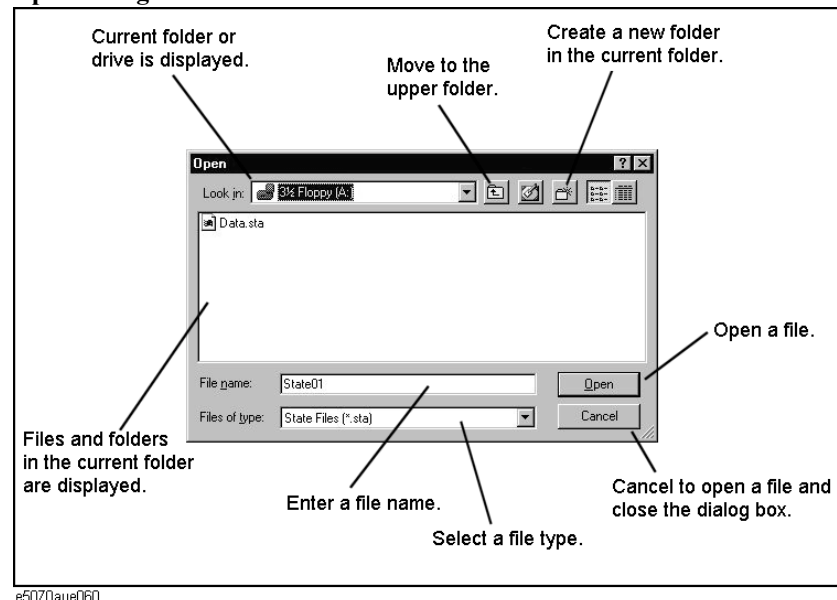 Current folder or
drive is displayed.
Move to the
upper folder.
Create a new folder
in the current folder.
Open
Look in: 3½ Floppy (A:)
Data.sta
Open a file.
File name: State01 Open
Files of type: State Files (*.sta) Cancel
Files and folders
in the current folder
are displayed.
Enter a file name.
Select a file type.
Cancel to open a file and
close the dialog box.
e5070aue060